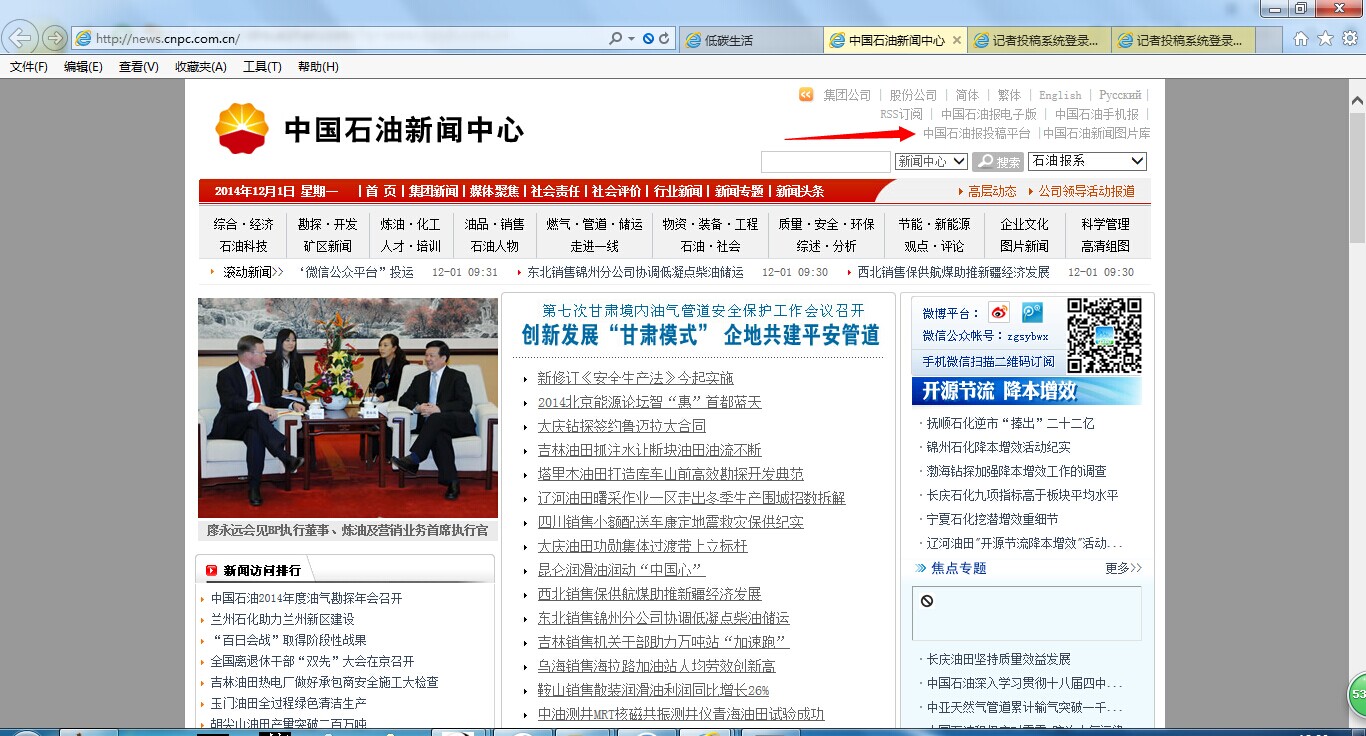 http://news.cnpc.com.cn/
低碳生活
中国石油新闻中心
记者投稿系统登录...
记者投稿系统登录...
文件(F) 编辑(E) 查看(V) 收藏夹(A) 工具(T) 帮助(H)
集团公司 | 股份公司 | 简体 | 繁体 | English | Русский |
RSS订阅 | 中国石油报电子版 | 中国石油手机报 |
中国石油报投稿平台 |中国石油新闻图片库
中国石油新闻中心
新闻中心 搜索 石油报系
2014年12月1日 星期一 | 首 页 | 集团新闻 | 媒体聚焦 | 社会责任 | 社会评价 | 行业新闻 | 新闻专题 | 新闻头条
高层动态 公司领导活动报道
综合·经济 勘探·开发 炼油·化工 油品·销售 燃气·管道·储运 物资·装备·工程 质量·安全·环保 节能·新能源 企业文化 科学管理
石油科技 矿区新闻 人才·培训 石油人物 走进一线 石油·社会 综述·分析 观点·评论 图片新闻 高清组图
滚动新闻>> “微信公众平台”投运 12-01 09:31 东北销售锦州分公司协调低凝点柴油储运 12-01 09:30 西北销售保供航煤助推新疆经济发展 12-01 09:30
廖永远会见BP执行董事、炼油及营销业务首席执行官
新闻访问排行
中国石油2014年度油气勘探年会召开
兰州石化助力兰州新区建设
“百日会战”取得阶段性战果
全国离退休干部“双先”大会在京召开
吉林油田热电厂做好承包商安全施工大检查
玉门油田全过程绿色清洁生产
胡尖山油田产量突破二百万吨
第七次甘肃境内油气管道安全保护工作会议召开
创新发展“甘肃模式” 企地共建平安管道
新修订《安全生产法》今起实施
2014北京能源论坛智“惠”首都蓝天
大庆钻探签约鲁迈拉大合同
吉林油田抓注水让断块油田油流不断
塔里木油田打造库车山前高效勘探开发典范
辽河油田曙采作业一区走出冬季生产围城招数拆解
四川销售小额配送车康定地震救灾保供纪实
大庆油田功勋集体过渡带上立标杆
昆仑润滑油润动“中国心”
西北销售保供航煤助推新疆经济发展
东北销售锦州分公司协调低凝点柴油储运
吉林销售机关干部助力万吨站“加速跑”
乌海销售海拉路加油站人均劳效创新高
鞍山销售散装润滑油利润同比增长26%
中油测井MRT核磁共振测井仪青海油田试验成功
微博平台：
微信公众帐号：zgsybwx
手机微信扫描二维码订阅
开源节流 降本增效
·抚顺石化逆市“捧出”二十二亿
·锦州石化降本增效活动纪实
·渤海钻探加强降本增效工作的调查
·长庆石化九项指标高于板块平均水平
·宁夏石化挖潜增效重细节
·辽河油田"开源节流降本增效"活动...
焦点专题 更多>>
·长庆油田坚持质量效益发展
·中国石油深入学习贯彻十八届四中...
·中亚天然气管道累计输气突破一千...
53